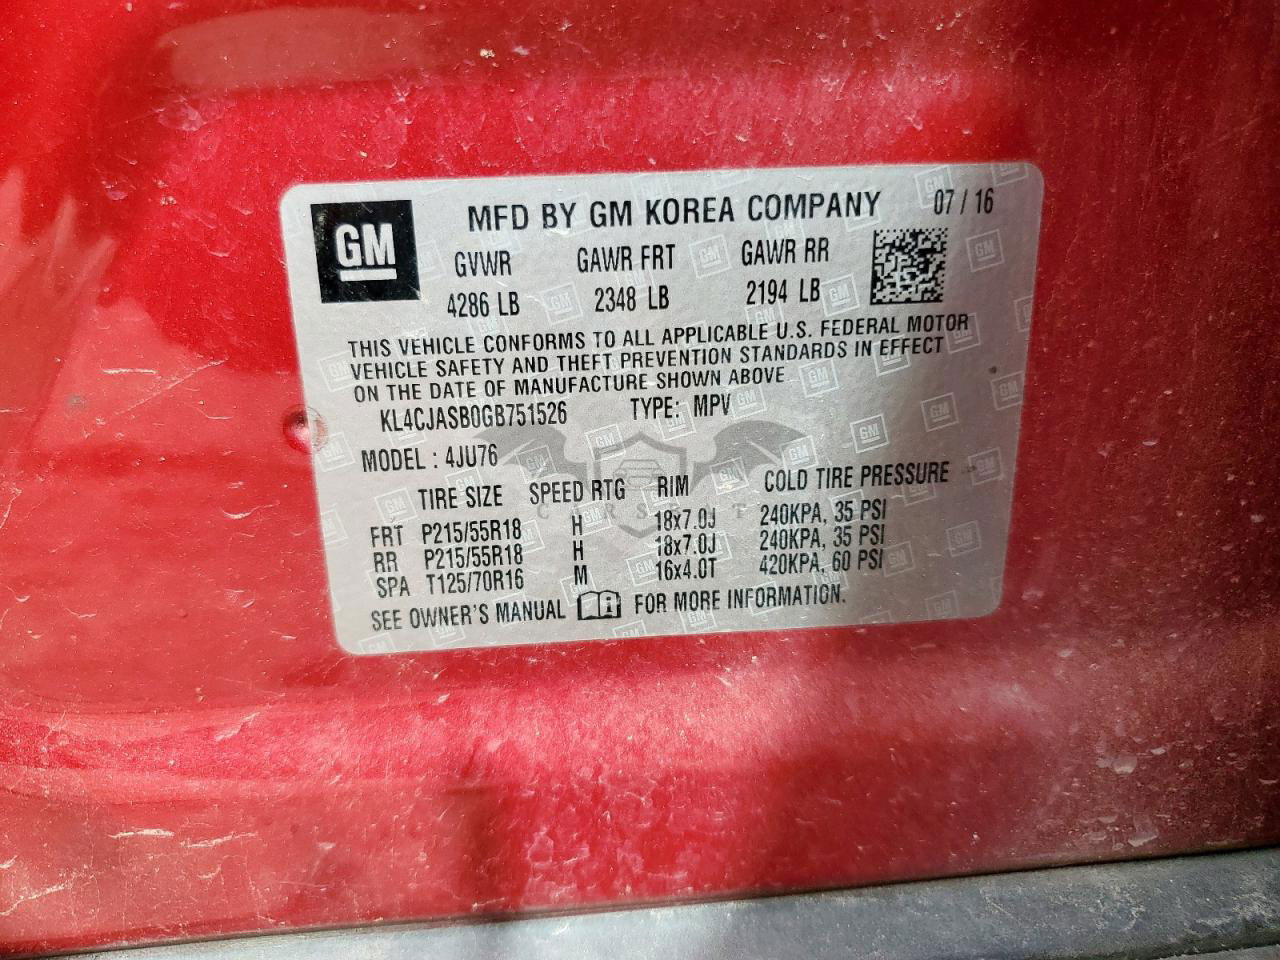 GM
MFD BY GM KOREA COMPANY 07 / 16
GVWR GAWR FRT GAWR RR
4286 LB 2348 LB 2194 LB
THIS VEHICLE CONFORMS TO ALL APPLICABLE U.S. FEDERAL MOTOR
VEHICLE SAFETY AND THEFT PREVENTION STANDARDS IN EFFECT
ON THE DATE OF MANUFACTURE SHOWN ABOVE
KL4CJASB0GB751526 TYPE: MPV
MODEL : 4JU76
TIRE SIZE SPEED RTG RIM COLD TIRE PRESSURE
FRT P215/55R18 H 18x7.0J 240KPA, 35 PSI
RR P215/55R18 H 18x7.0J 240KPA, 35 PSI
SPA T125/70R16 M 16x4.0T 420KPA, 60 PSI
SEE OWNER'S MANUAL FOR MORE INFORMATION.